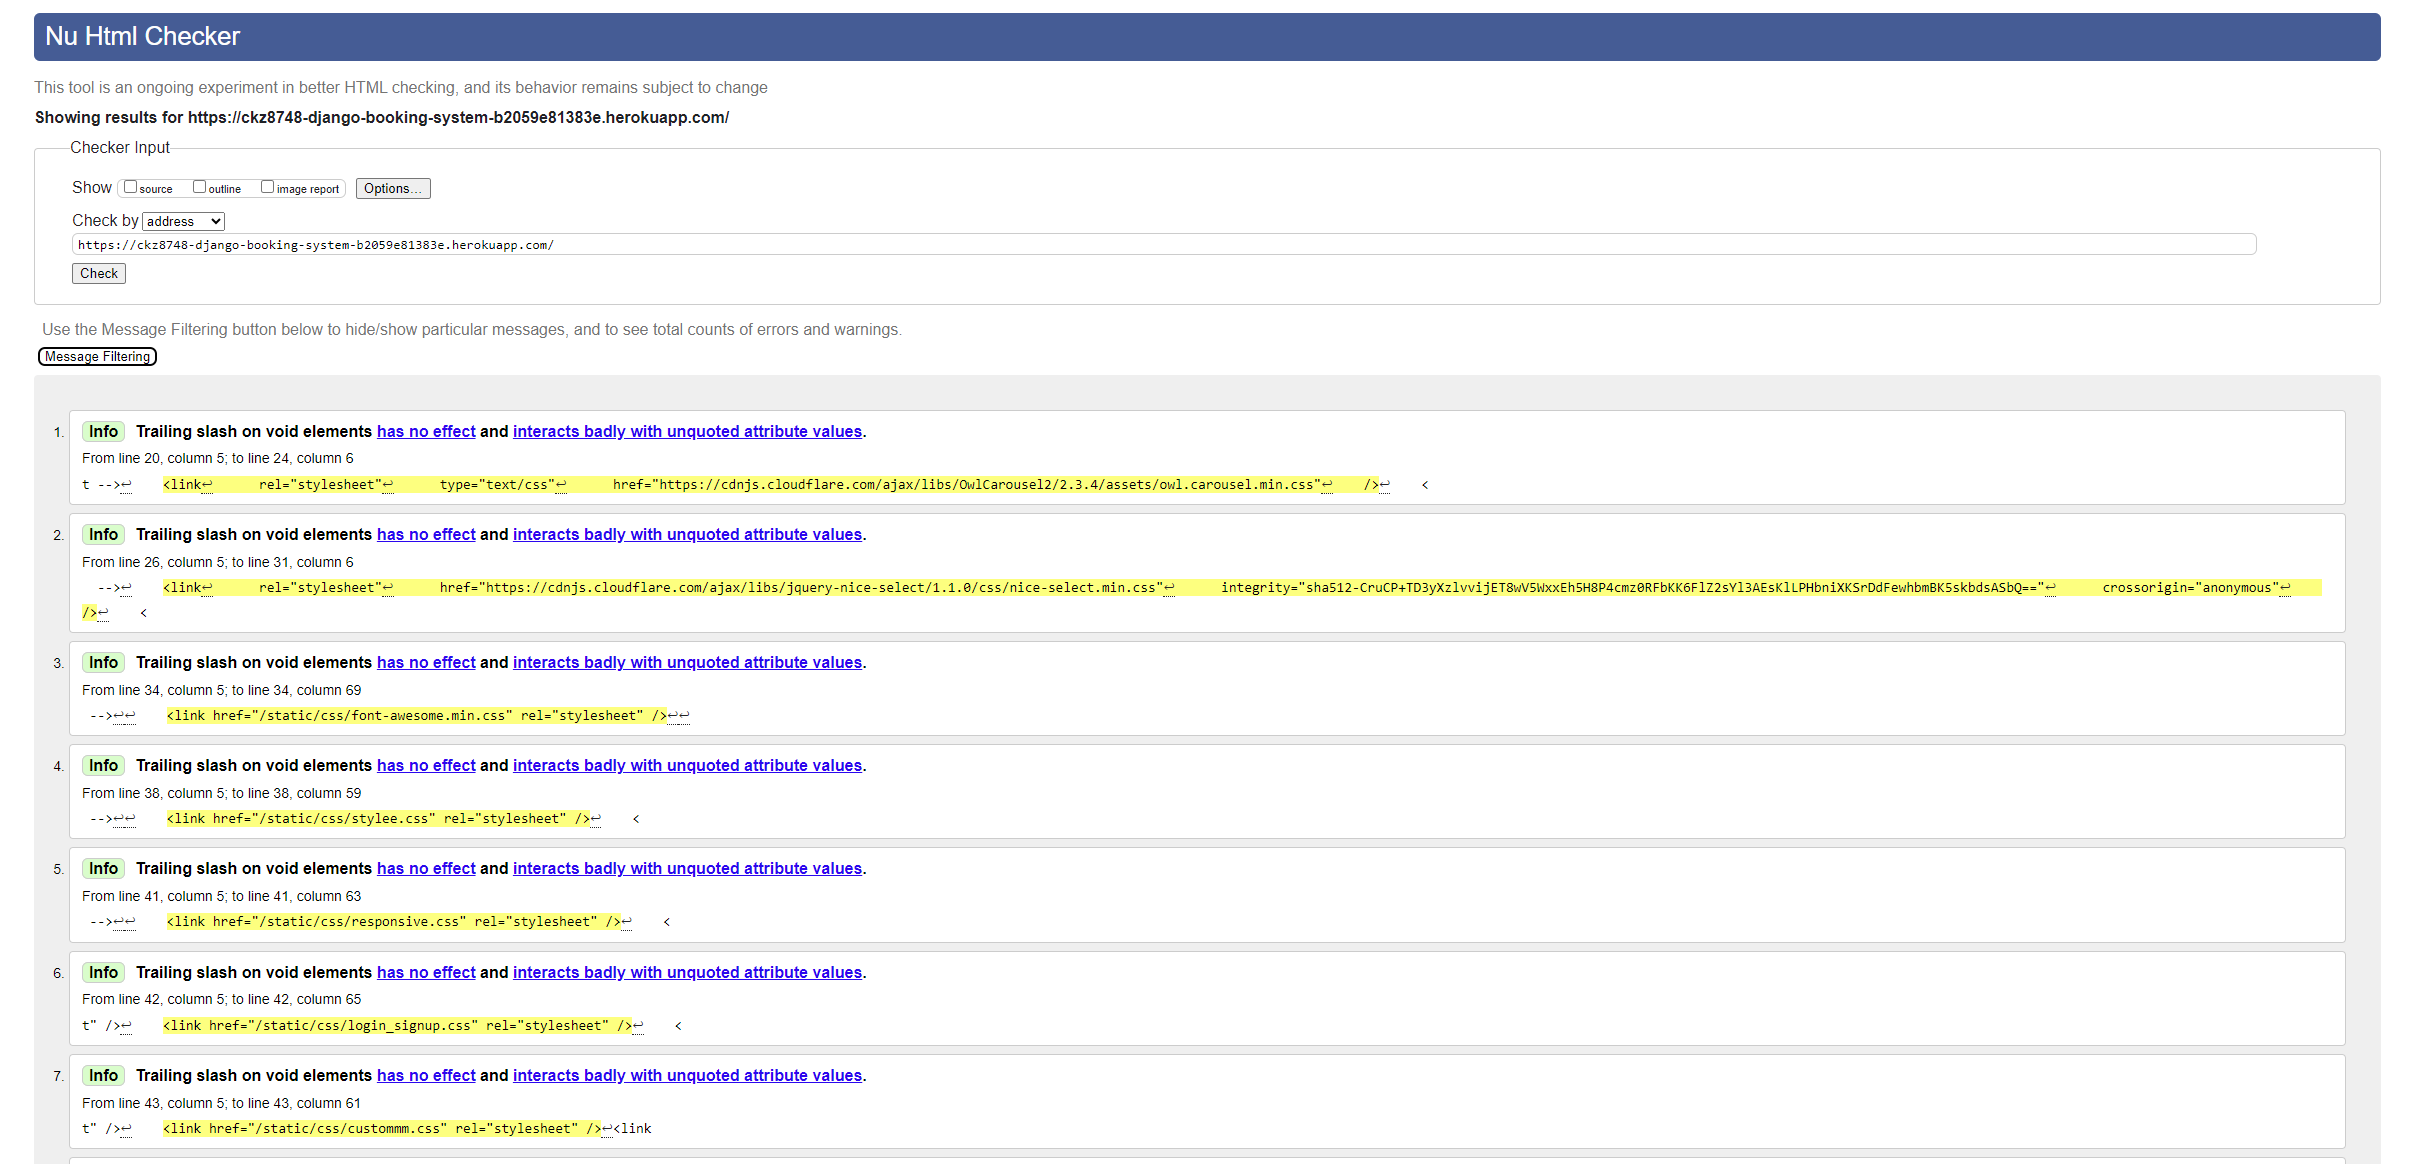 Nu Html Checker
This tool is an ongoing experiment in better HTML checking, and its behavior remains subject to change
Showing results for https://ckz8748-django-booking-system-b2059e81383e.herokuapp.com/
Checker Input
Show source outline image report Options...
Check by address
https://ckz8748-django-booking-system-b2059e81383e.herokuapp.com/
Check
Use the Message Filtering button below to hide/show particular messages, and to see total counts of errors and warnings.
Message Filtering
1. Info Trailing slash on void elements has no effect and interacts badly with unquoted attribute values.
From line 20, column 5; to line 24, column 6
t -->↩ <link↩ rel="stylesheet"↩ type="text/css"↩ href="https://cdnjs.cloudflare.com/ajax/libs/OwlCarousel2/2.3.4/assets/owl.carousel.min.css"↩ />↩ <
2. Info Trailing slash on void elements has no effect and interacts badly with unquoted attribute values.
From line 26, column 5; to line 31, column 6
-->↩ <link↩ rel="stylesheet"↩ href="https://cdnjs.cloudflare.com/ajax/libs/jquery-nice-select/1.1.0/css/nice-select.min.css"↩ integrity="sha512-CruCP+TD3yXzlvvijET8wV5WxxEh5H8P4cmz0RFbKK6FlZ2sYl3AEsKlLPHbniXKSrDdFewhbmBK5skbdsASbQ=="↩ crossorigin="anonymous"↩
/>↩ <
3. Info Trailing slash on void elements has no effect and interacts badly with unquoted attribute values.
From line 34, column 5; to line 34, column 69
-->↩↩ <link href="/static/css/font-awesome.min.css" rel="stylesheet" />↩↩
4. Info Trailing slash on void elements has no effect and interacts badly with unquoted attribute values.
From line 38, column 5; to line 38, column 59
-->↩↩ <link href="/static/css/stylee.css" rel="stylesheet" />↩ <
5. Info Trailing slash on void elements has no effect and interacts badly with unquoted attribute values.
From line 41, column 5; to line 41, column 63
-->↩↩ <link href="/static/css/responsive.css" rel="stylesheet" />↩ <
6. Info Trailing slash on void elements has no effect and interacts badly with unquoted attribute values.
From line 42, column 5; to line 42, column 65
t" />↩ <link href="/static/css/login_signup.css" rel="stylesheet" />↩ <
7. Info Trailing slash on void elements has no effect and interacts badly with unquoted attribute values.
From line 43, column 5; to line 43, column 61
t" />↩ <link href="/static/css/custommm.css" rel="stylesheet" />↩<link